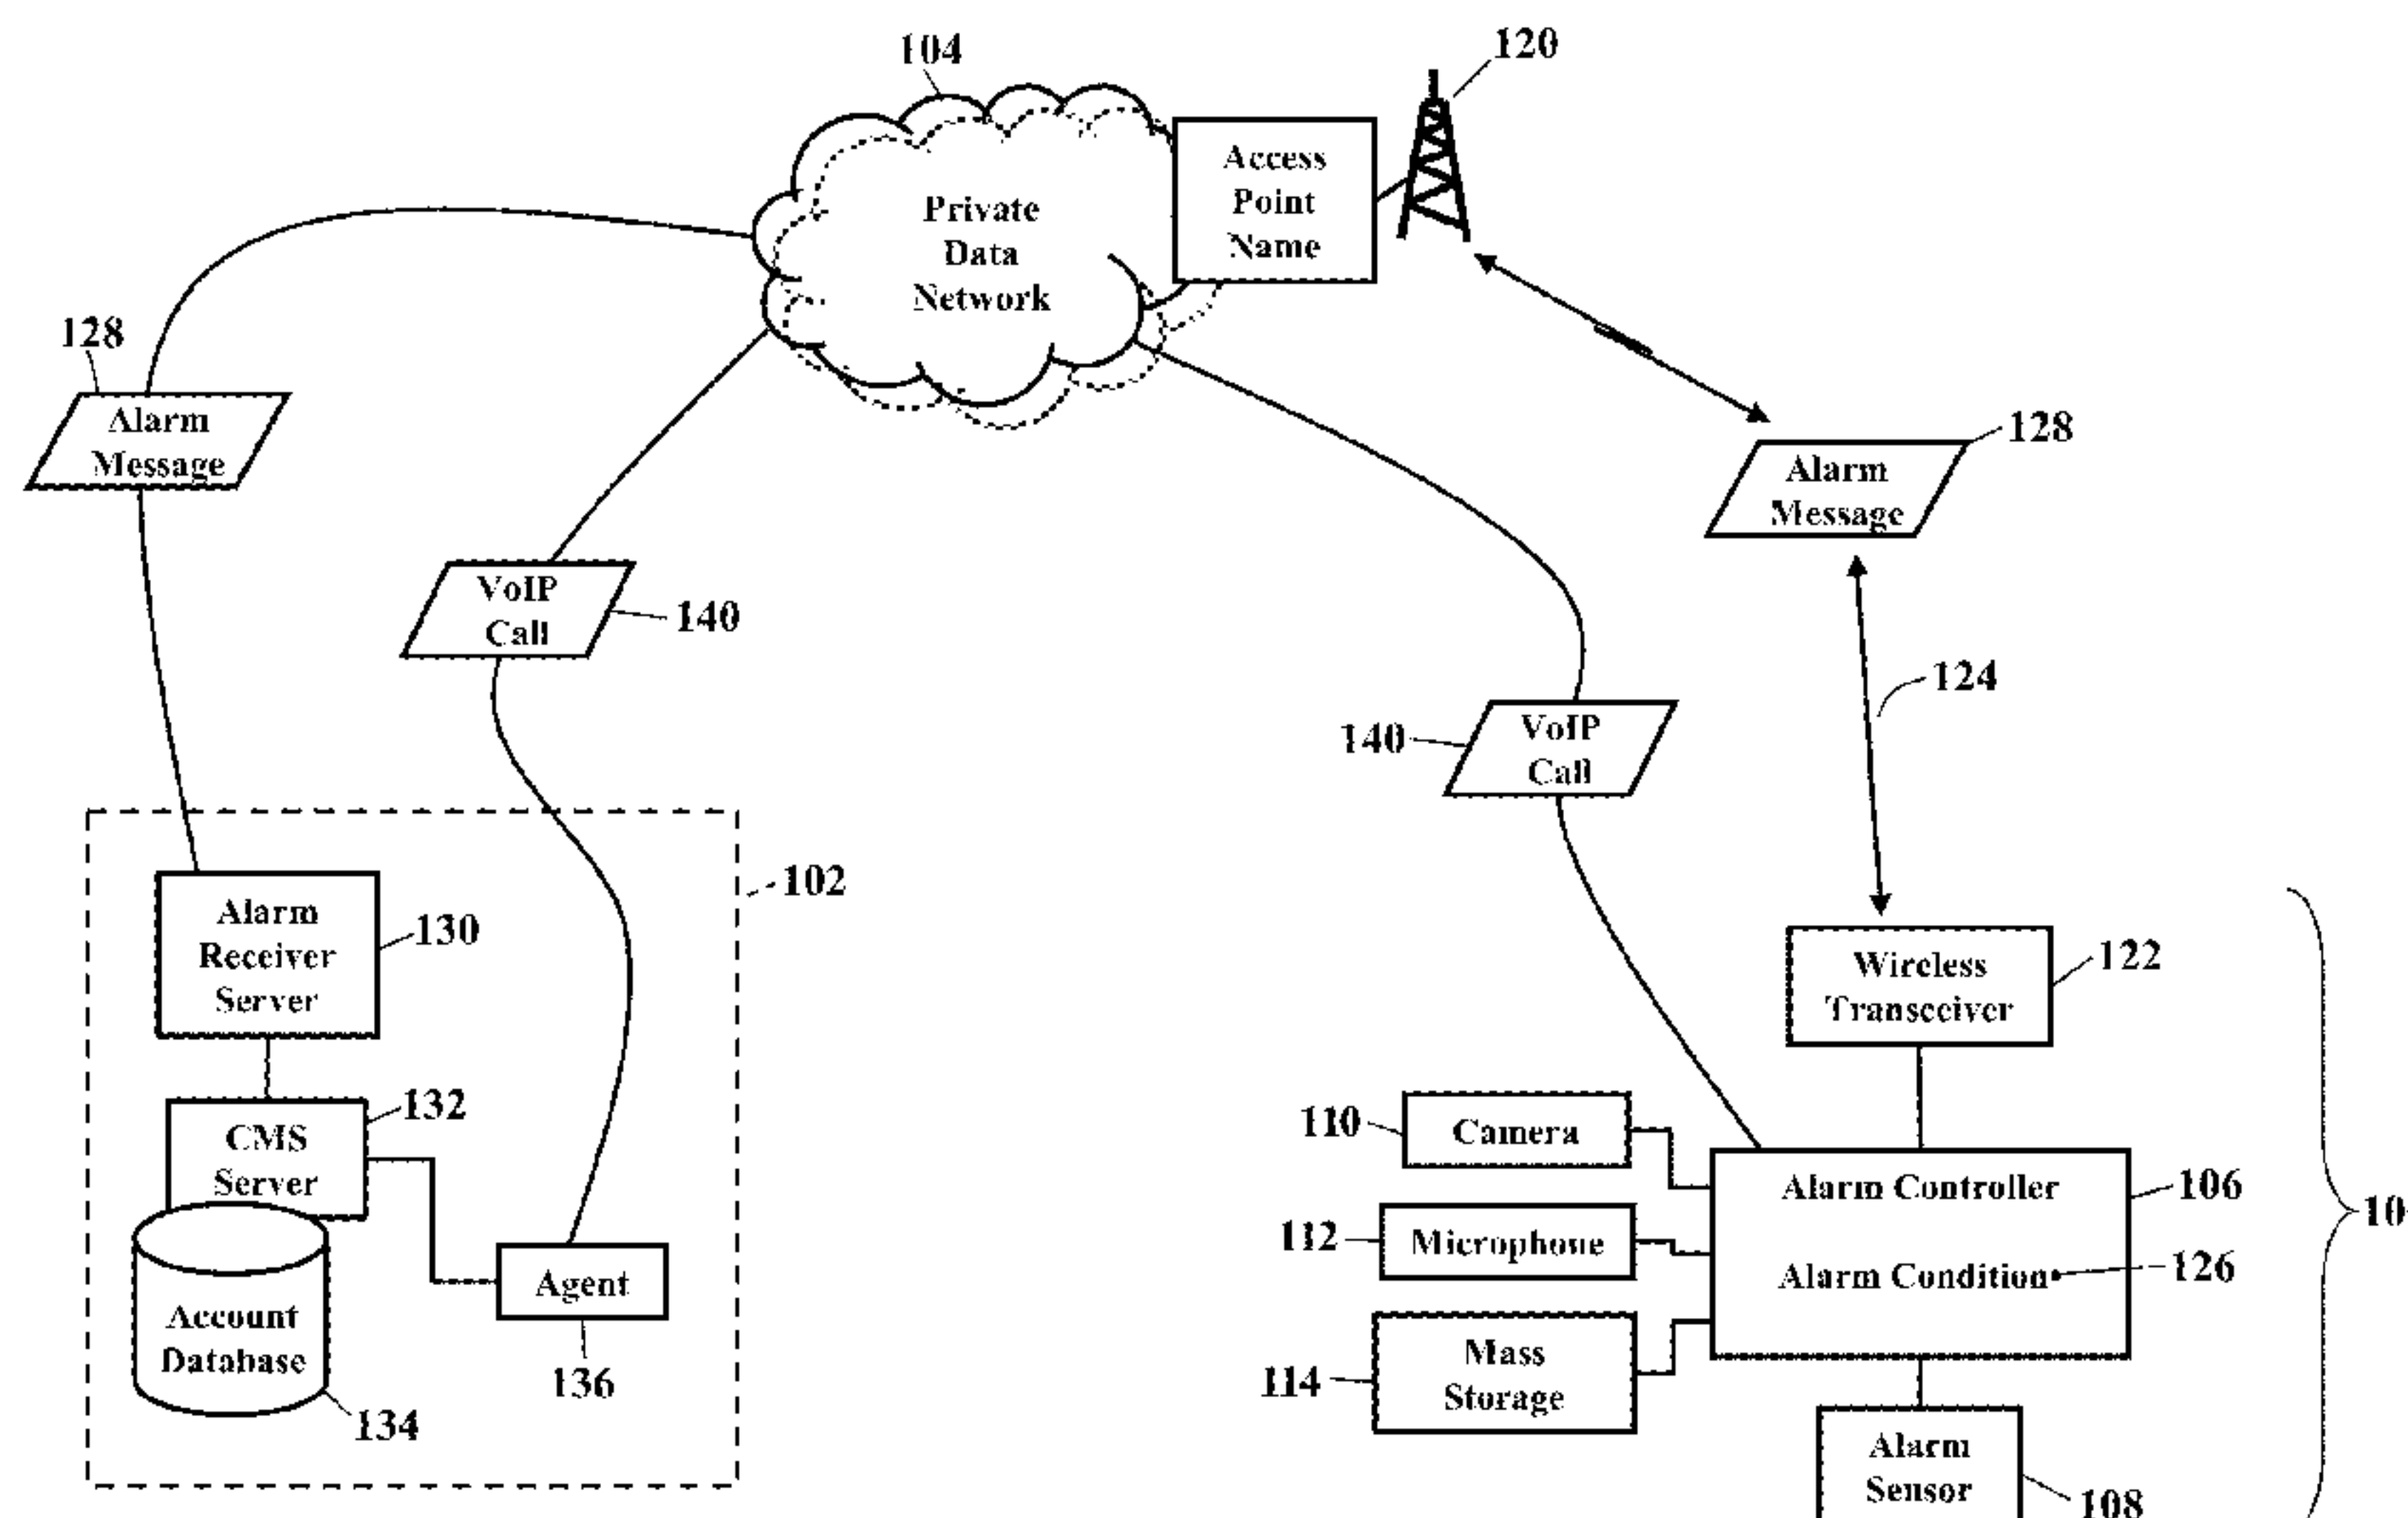 104
120
Access
Point
Name
Private
Data
Network
128
Alarm
Message
128
Alarm
Message
VoIP
Call
140
124
140
VoIP
Call
102
Alarm
Receiver
Server
130
Wireless
Transceiver
122
132
CMS
Server
110
Camera
Alarm Controller
106
10
112
Microphone
Alarm Condition
126
Agent
Account
Database
136
134
Mass
Storage
114
Alarm
Sensor
108